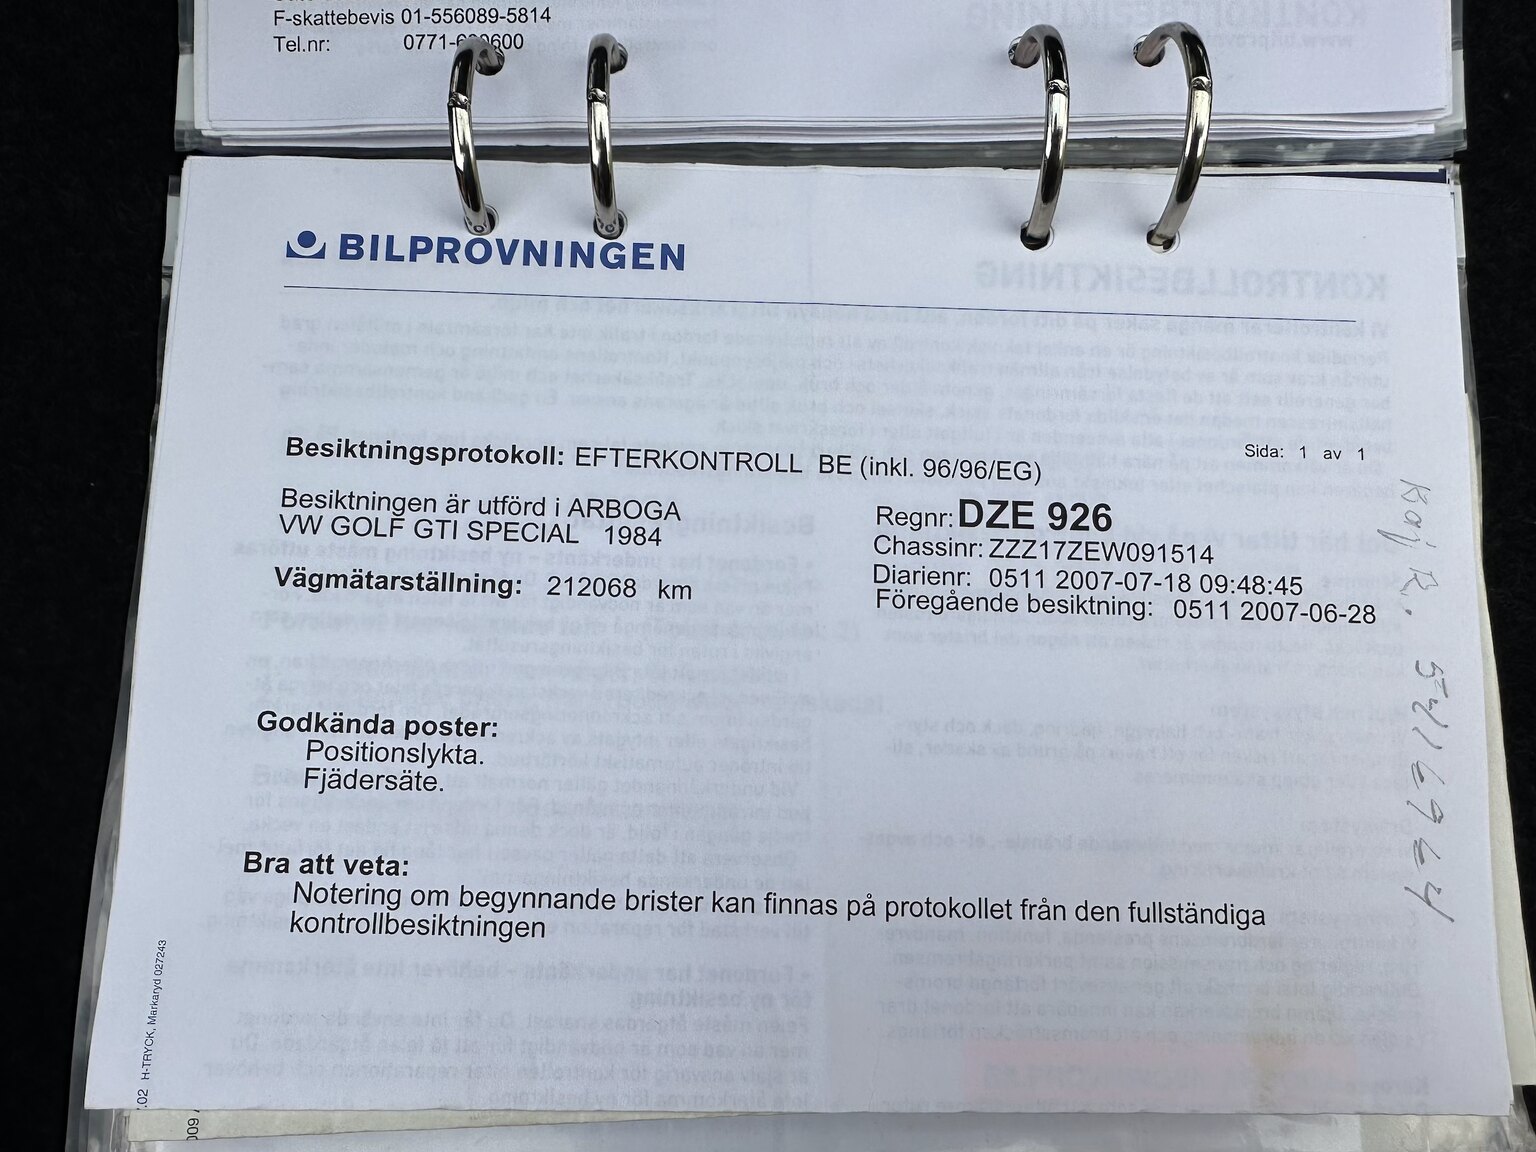 F-skattebevis 01-556089-5814
Tel.nr: 0771-600600
BILPROVNINGEN
Besiktningsprotokoll: EFTERKONTROLL BE (inkl. 96/96/EG)
Sida: 1 av 1
Besiktningen är utförd i ARBOGA
VW GOLF GTI SPECIAL 1984
Vägmätarställning: 212068 km
Regnr: DZE 926
Chassinr: ZZZ17ZEW091514
Diarienr: 0511 2007-07-18 09:48:45
Föregående besiktning: 0511 2007-06-28
Godkända poster:
Positionslykta.
Fjädersäte.
Bra att veta:
Notering om begynnande brister kan finnas på protokollet från den fullständiga
kontrollbesiktningen
H-TRYCK, Markaryd 027243